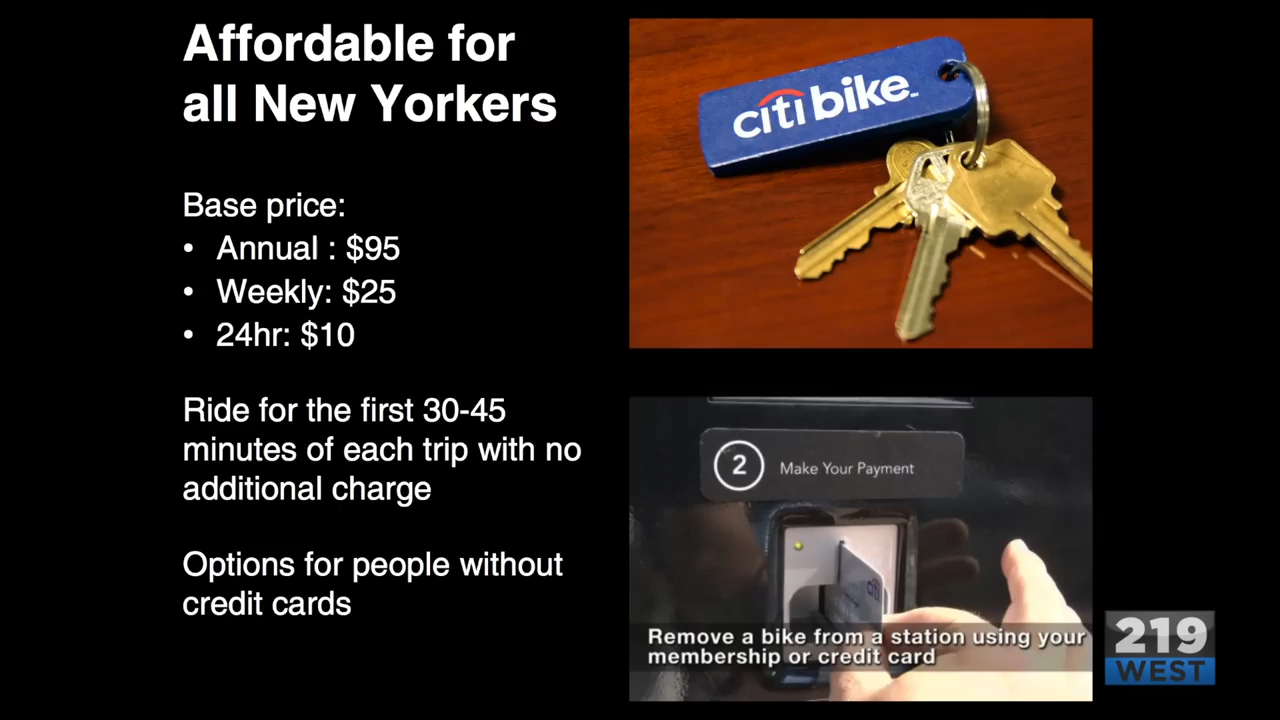 Affordable for
all New Yorkers
Base price:
• Annual : $95
• Weekly: $25
• 24hr: $10
Ride for the first 30-45
minutes of each trip with no
additional charge
Options for people without
credit cards
citi bike
2 Make Your Payment
citi
Remove a bike from a station using your
membership or credit card
219
WEST